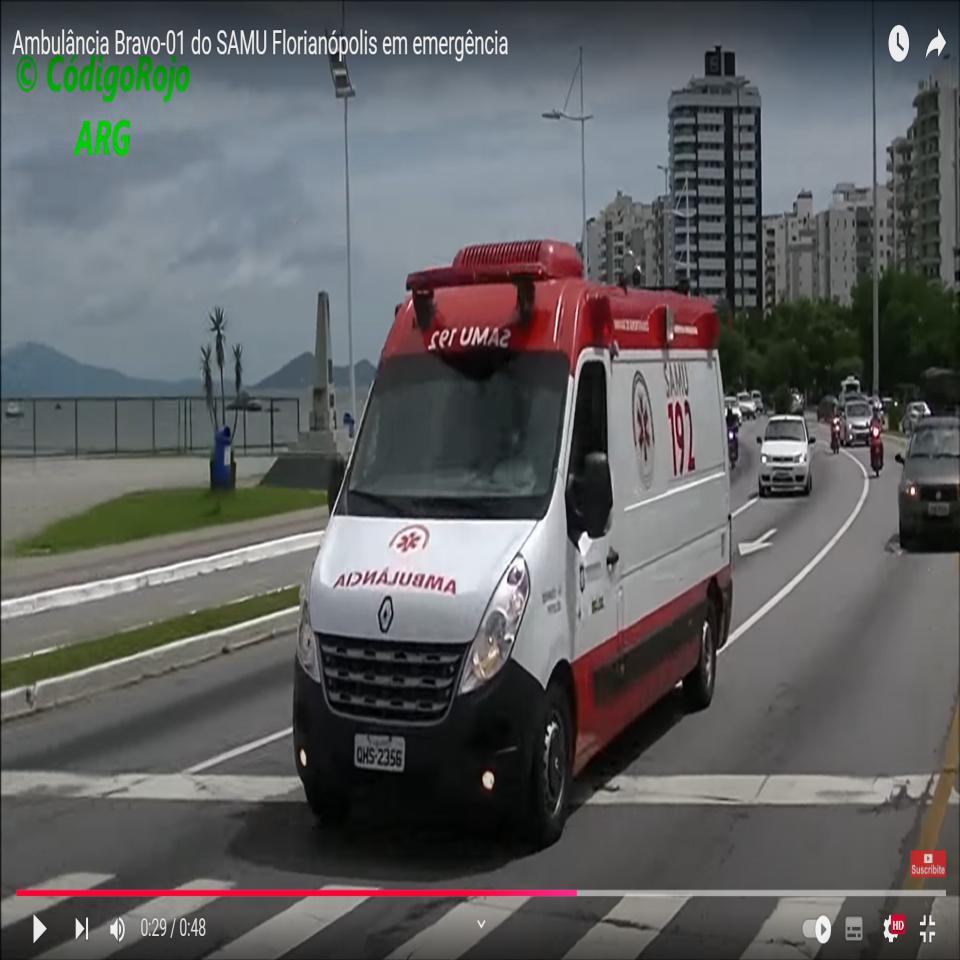 Ambulância Bravo-01 do SAMU Florianópolis em emergência
© CódigoRojo
ARG
SAMU 192
SAMU
192
AMBULÂNCIA
QHS-2356
Suscribite
0:29 / 0:48
HD